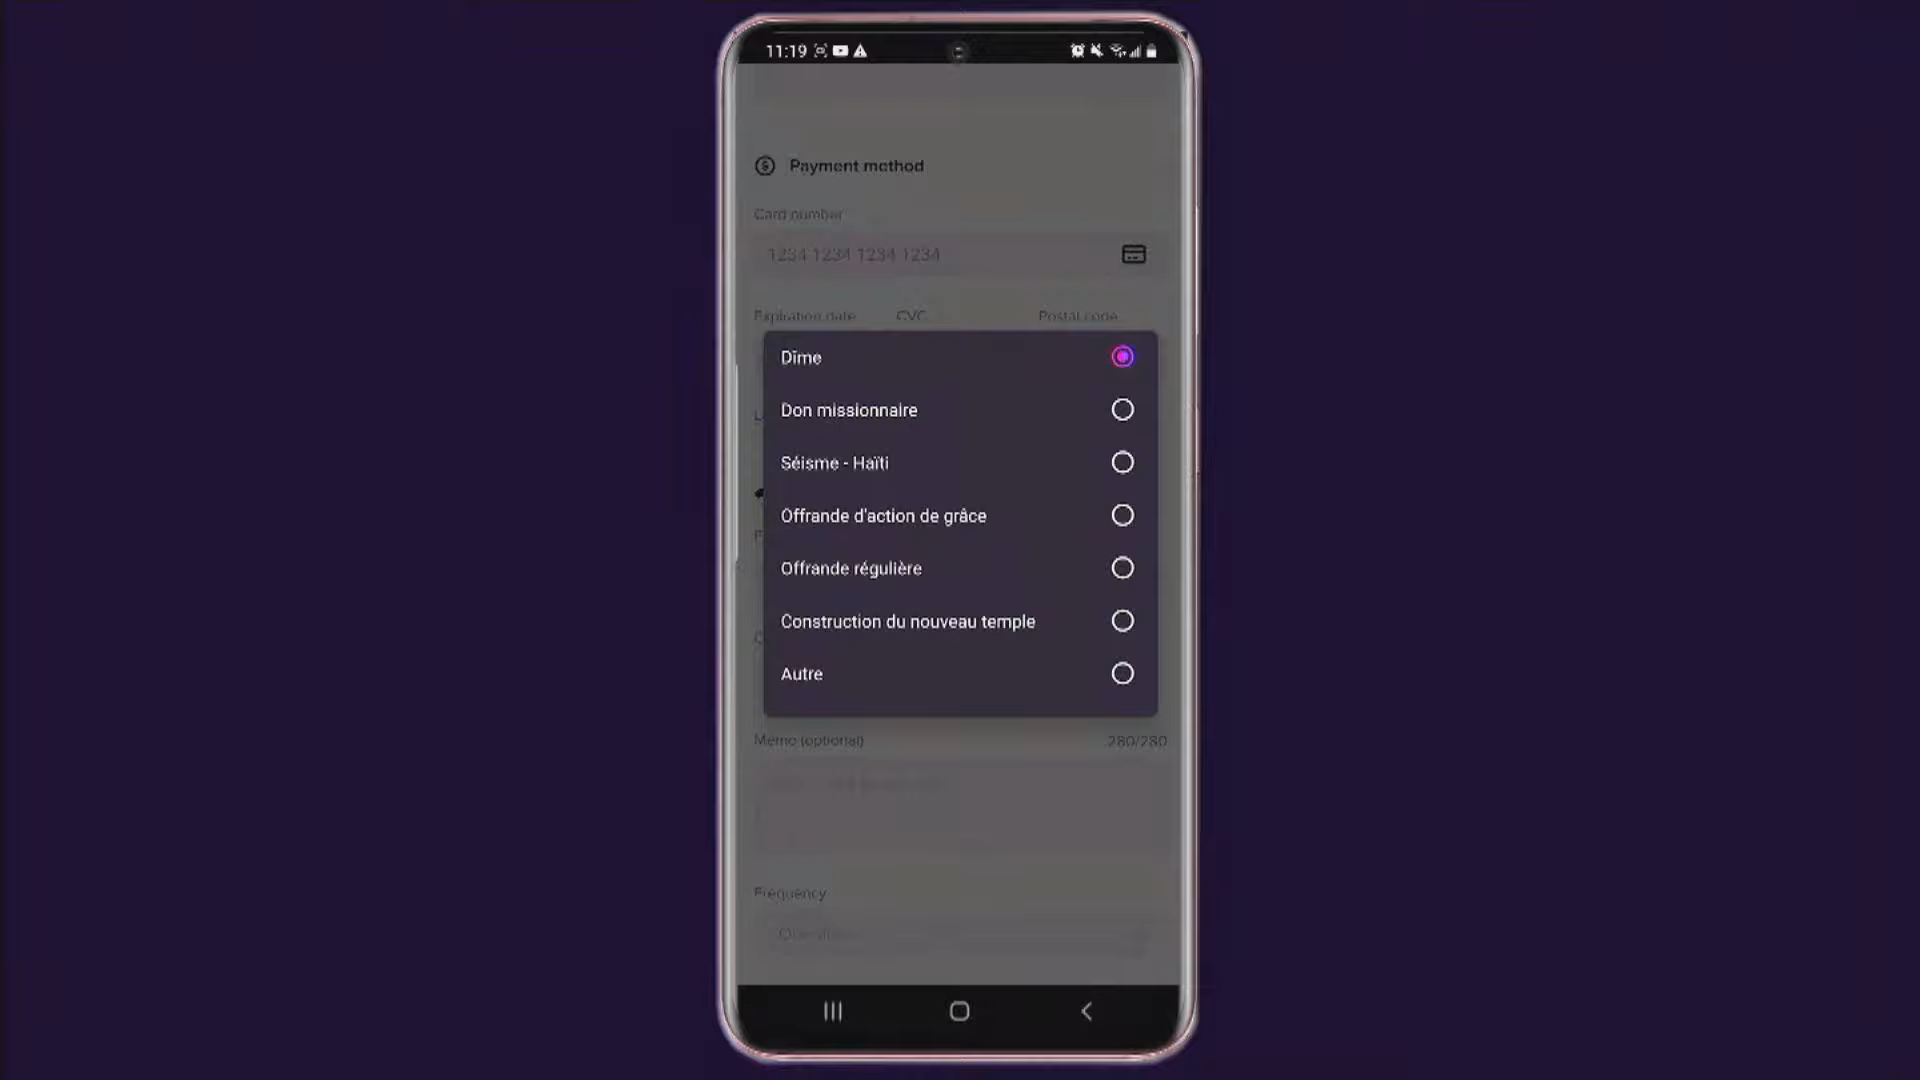 11:19
Payment method
Card number
1234 1234 1234 1234
Expiration date CVC Postal code
Dîme
Don missionnaire
Séisme - Haïti
Offrande d'action de grâce
Offrande régulière
Construction du nouveau temple
Autre
Memo (optional) 280/280
Frequency